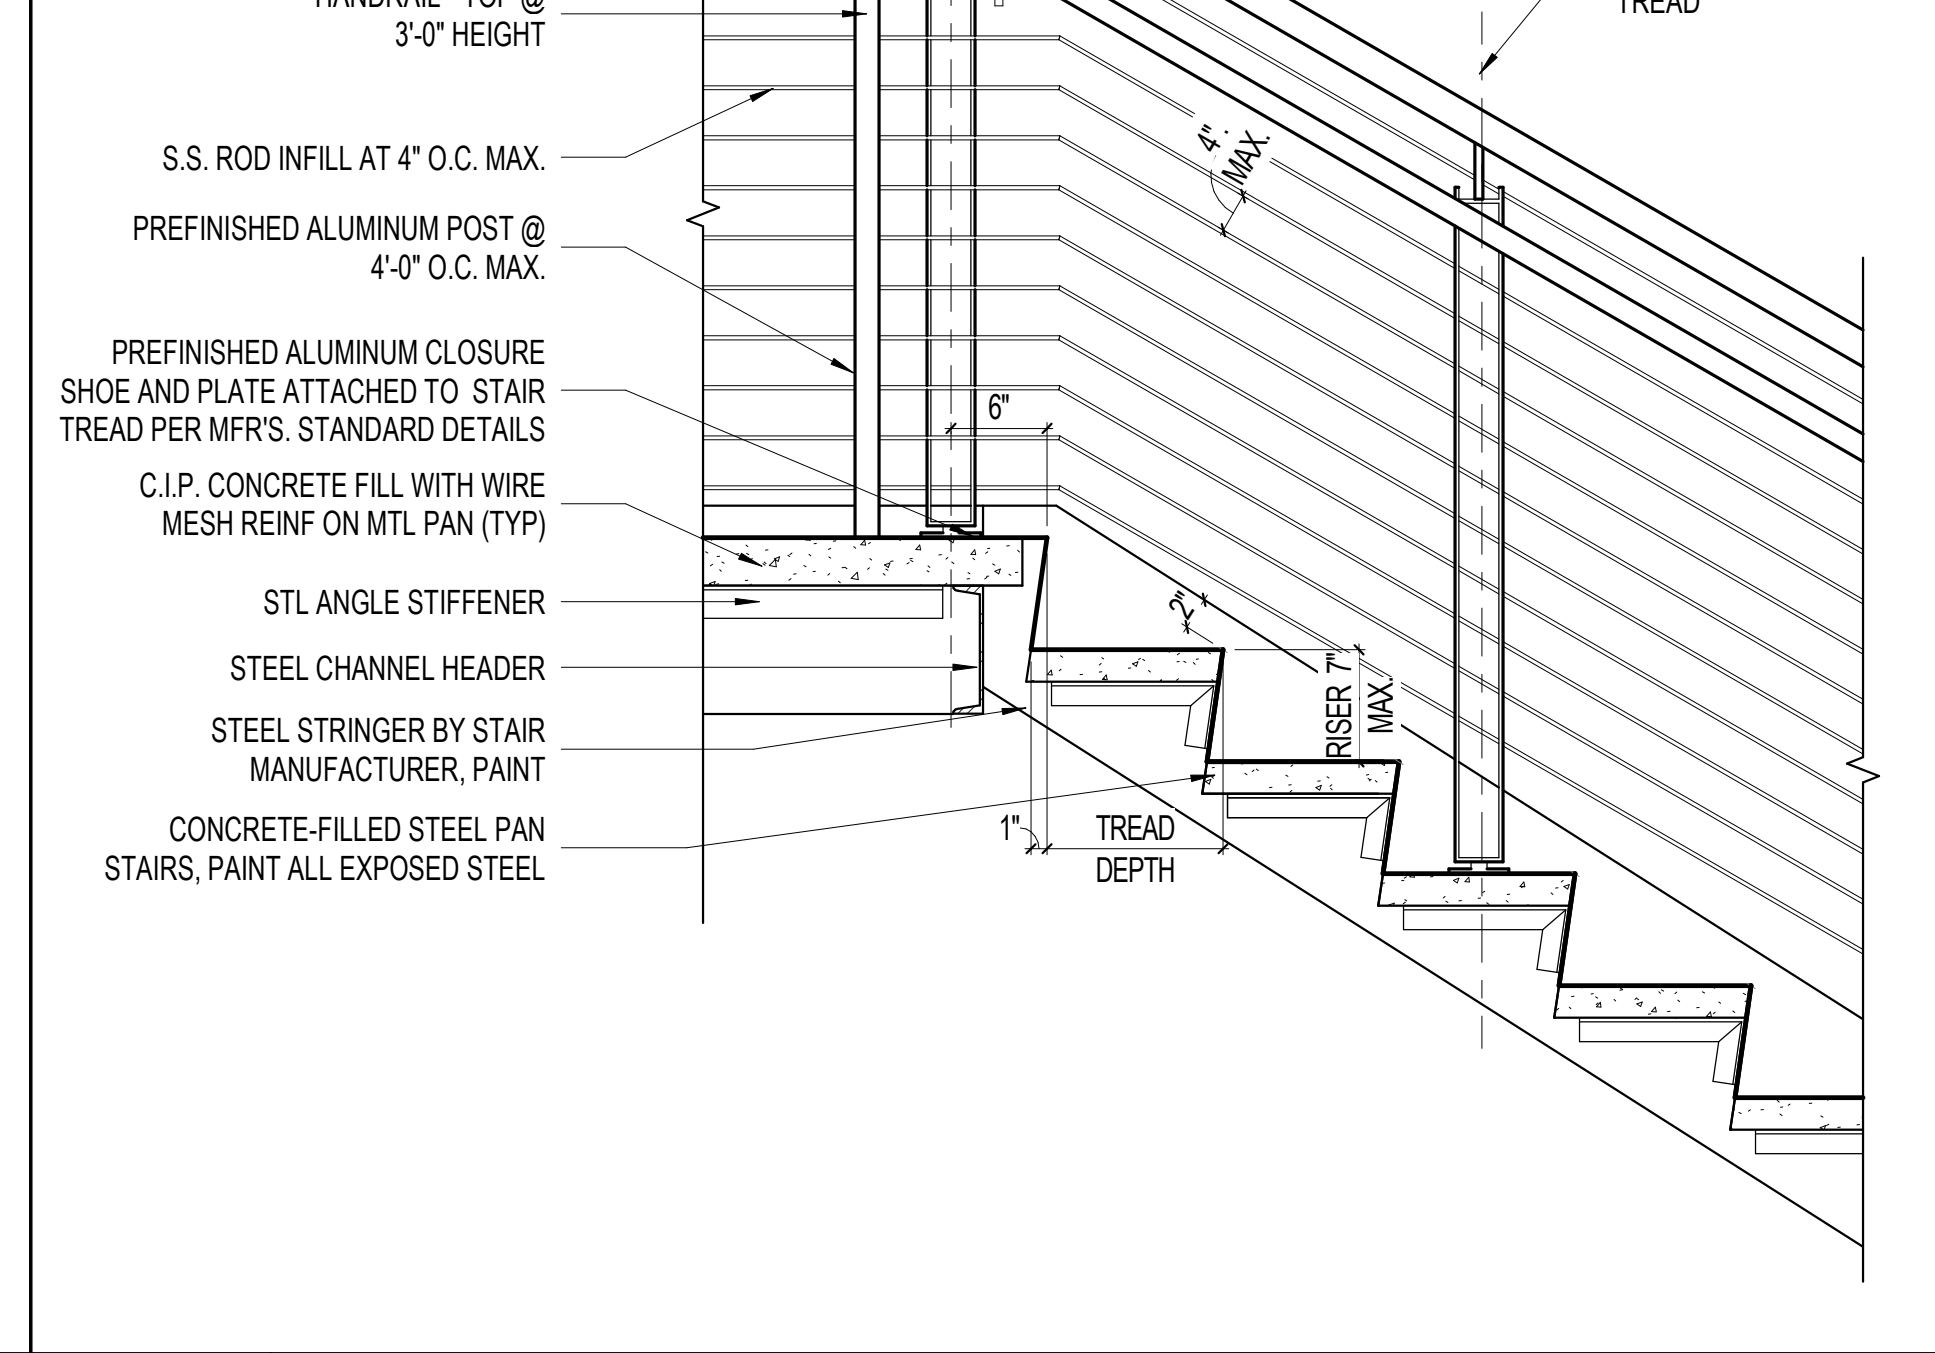 HANDRAIL - TOP @
3'-0" HEIGHT
TREAD
S.S. ROD INFILL AT 4" O.C. MAX.
4"
MAX.
PREFINISHED ALUMINUM POST @
4'-0" O.C. MAX.
PREFINISHED ALUMINUM CLOSURE
SHOE AND PLATE ATTACHED TO STAIR
TREAD PER MFR'S. STANDARD DETAILS
6"
C.I.P. CONCRETE FILL WITH WIRE
MESH REINF ON MTL PAN (TYP)
STL ANGLE STIFFENER
2"
STEEL CHANNEL HEADER
RISER 7"
MAX.
STEEL STRINGER BY STAIR
MANUFACTURER, PAINT
CONCRETE-FILLED STEEL PAN
STAIRS, PAINT ALL EXPOSED STEEL
1"
TREAD
DEPTH